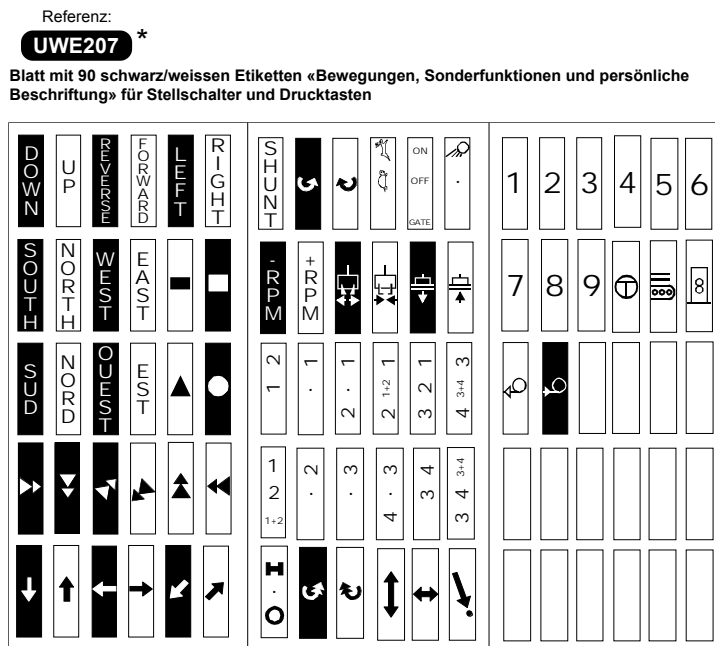 Referenz:
UWE207 *
Blatt mit 90 schwarz/weissen Etiketten «Bewegungen, Sonderfunktionen und persönliche
Beschriftung» für Stellschalter und Drucktasten
DOWN UP REVERSE FORWARD LEFT RIGHT
SHUNT
ON
OFF
GATE
1 2 3 4 5 6
SOUTH NORTH WEST EAST
-RPM +RPM
7 8 9 T 8
SUD NORD OUEST EST
1 2
· 1
2 · 1
2 1+2 1
3 2 1
4 3+4 3
1
2
1+2
· 2
· 3
4 · 3
3 4
3 4 3+4
I
·
O